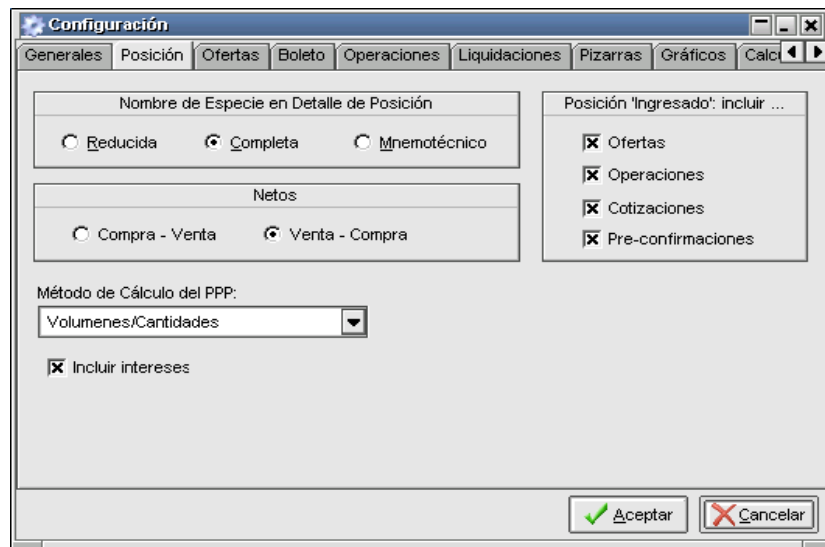 Configuración
Generales Posición Ofertas Boleto Operaciones Liquidaciones Pizarras Gráficos
Nombre de Especie en Detalle de Posición
Reducida Completa Mnemotécnico
Netos
Compra - Venta Venta - Compra
Posición 'Ingresado': incluir ...
Ofertas
Operaciones
Cotizaciones
Pre-confirmaciones
Método de Cálculo del PPP:
Volumenes/Cantidades
Incluir intereses
Aceptar Cancelar